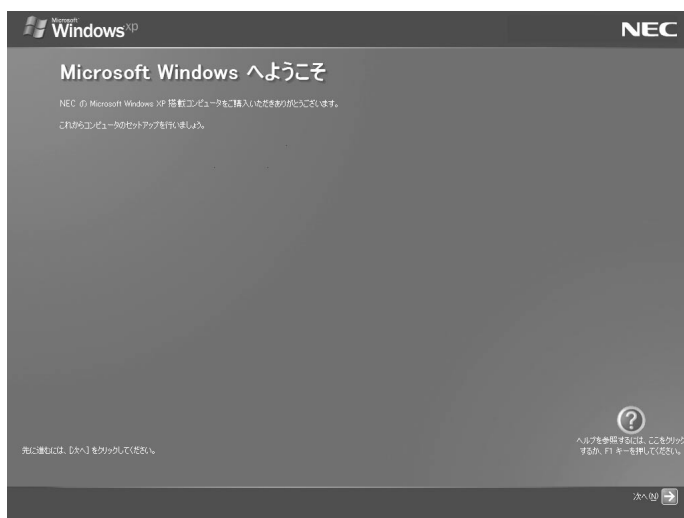 Microsoft
Windows xp
NEC
Microsoft Windows へようこそ
NEC の Microsoft Windows XP 搭載コンピュータをご購入いただきありがとうございます。
これからコンピュータのセットアップを行いましょう。
ヘルプを参照するには、ここをクリック
するか、F1 キーを押してください。
先に進むには、[次へ] をクリックしてください。
次へ(N)